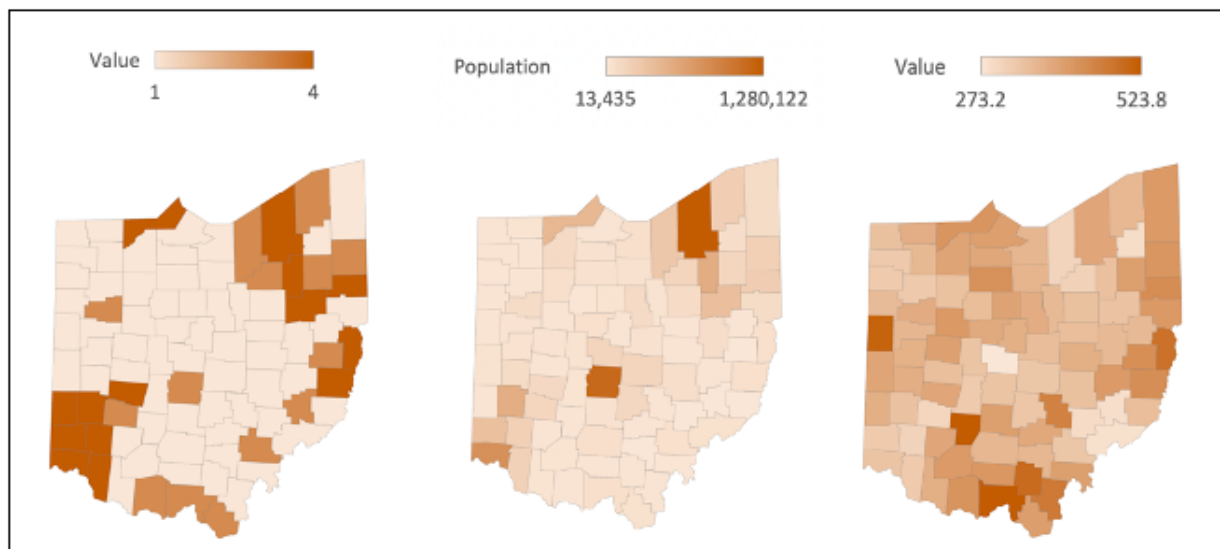 Value
1 4
Population
13,435 1,280,122
Value
273.2 523.8